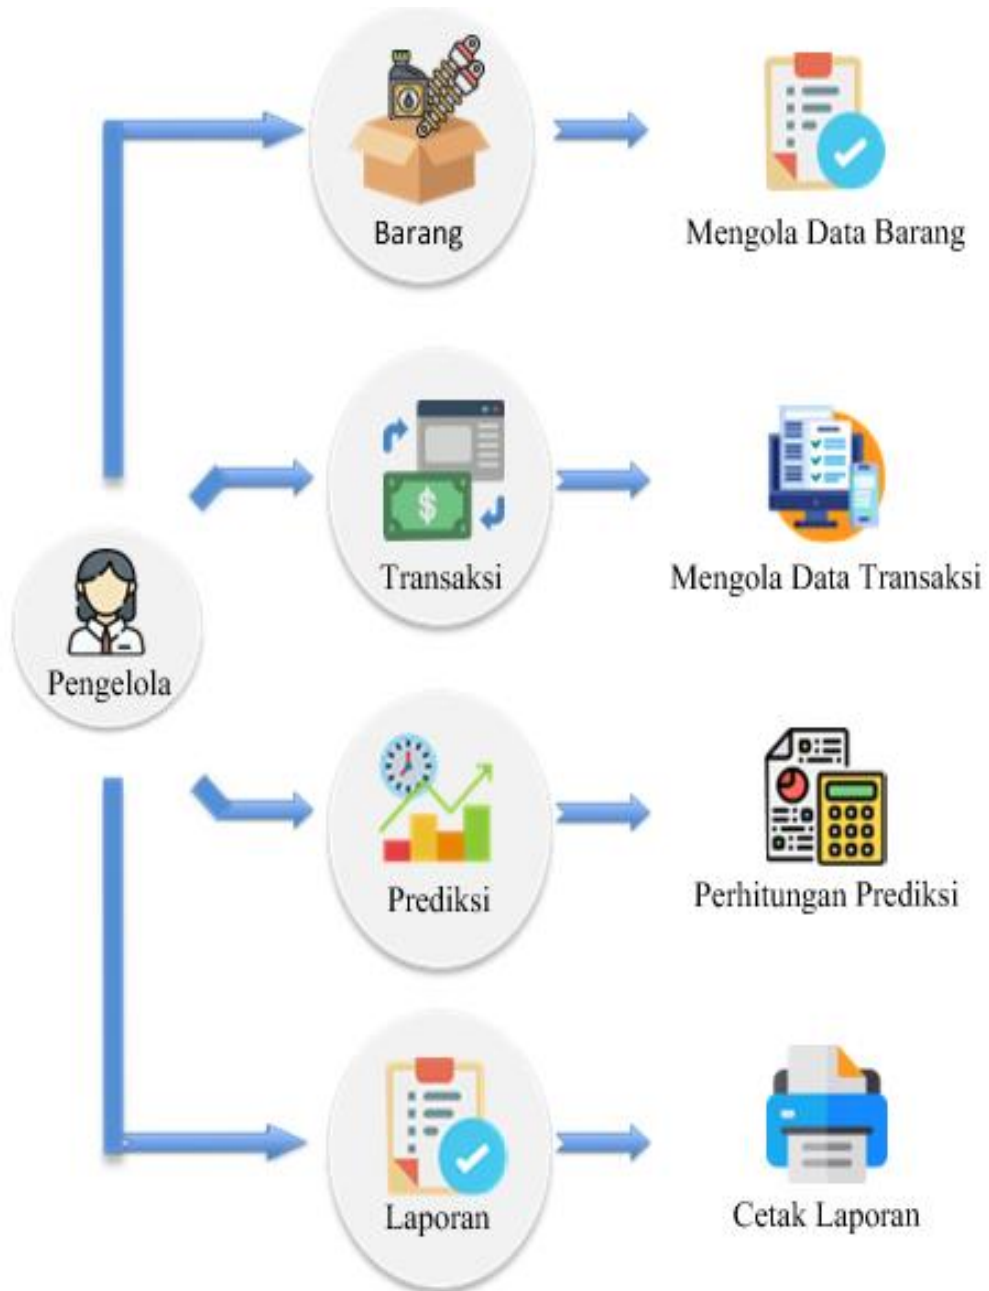 Barang
Mengola Data Barang
Transaksi
Mengola Data Transaksi
Pengelola
Prediksi
Perhitungan Prediksi
Laporan
Cetak Laporan